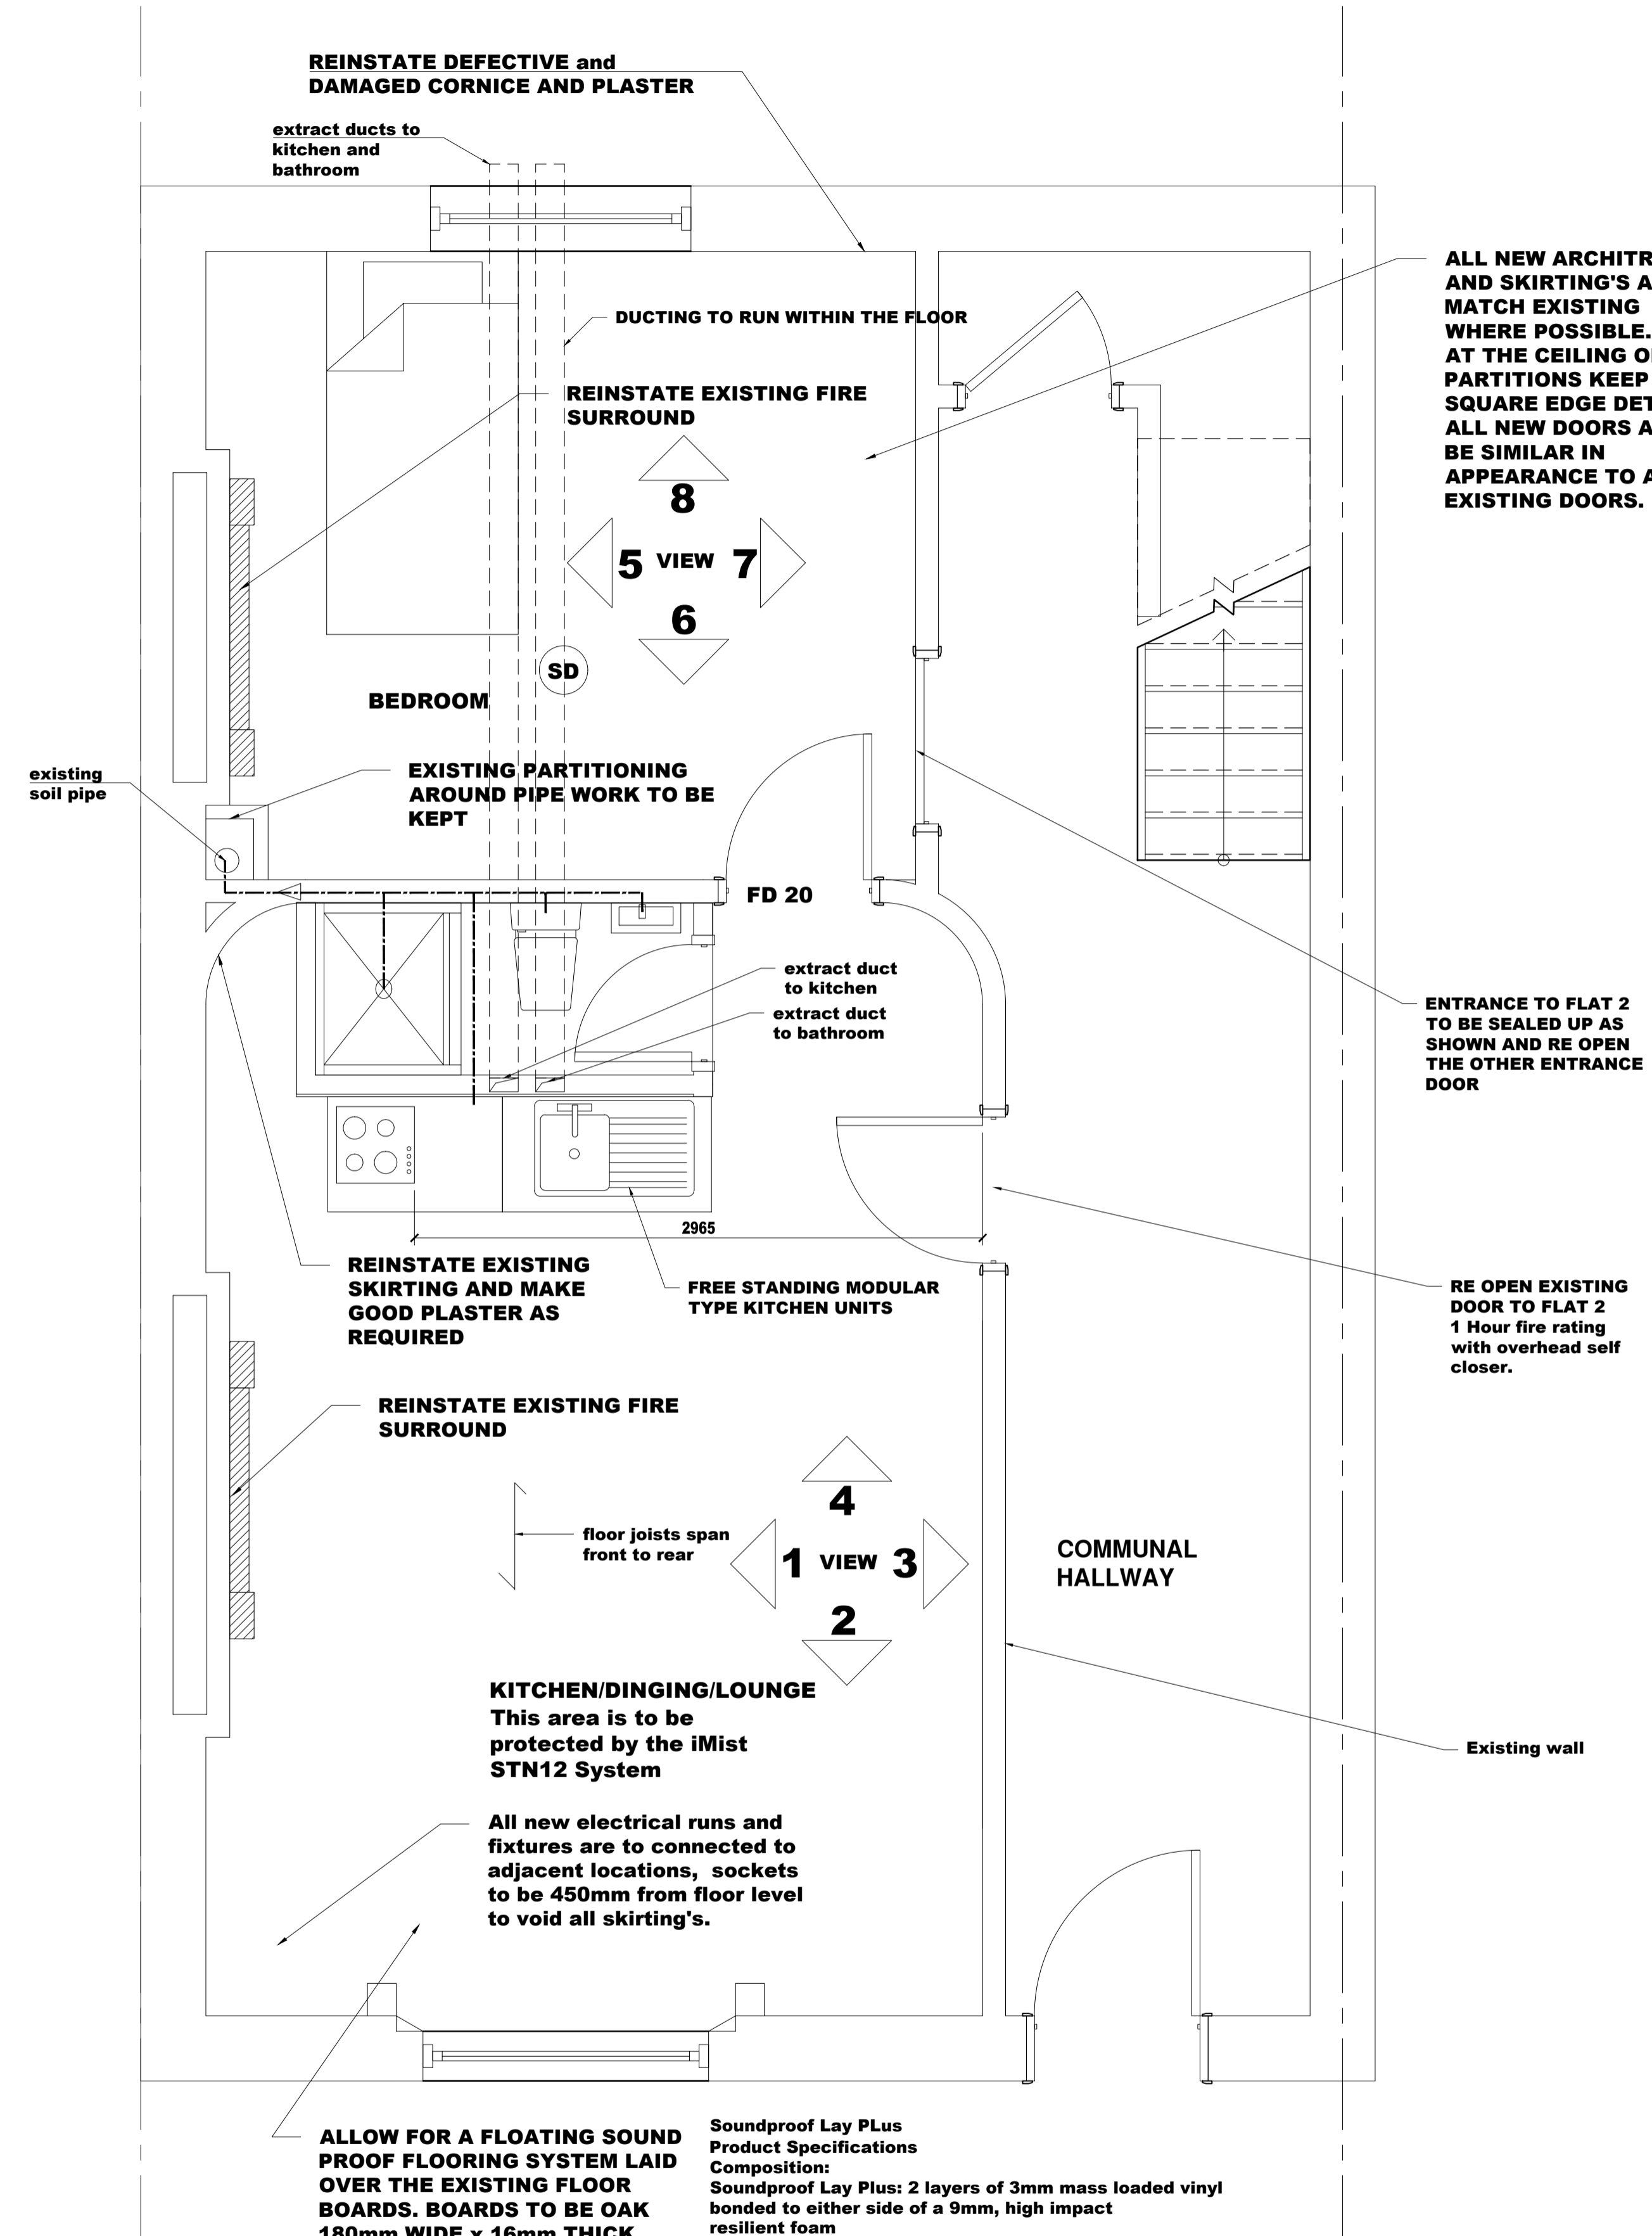 REINSTATE DEFECTIVE and
DAMAGED CORNICE AND PLASTER
extract ducts to
kitchen and
bathroom
ALL NEW ARCHITR
AND SKIRTING'S A
MATCH EXISTING
WHERE POSSIBLE.
AT THE CEILING O
PARTITIONS KEEP
SQUARE EDGE DET
ALL NEW DOORS A
BE SIMILAR IN
APPEARANCE TO A
EXISTING DOORS.
DUCTING TO RUN WITHIN THE FLOOR
REINSTATE EXISTING FIRE
SURROUND
8
5 VIEW 7
6
SD
BEDROOM
existing
soil pipe
EXISTING PARTITIONING
AROUND PIPE WORK TO BE
KEPT
FD 20
extract duct
to kitchen
extract duct
to bathroom
ENTRANCE TO FLAT 2
TO BE SEALED UP AS
SHOWN AND RE OPEN
THE OTHER ENTRANCE
DOOR
2965
REINSTATE EXISTING
SKIRTING AND MAKE
GOOD PLASTER AS
REQUIRED
FREE STANDING MODULAR
TYPE KITCHEN UNITS
RE OPEN EXISTING
DOOR TO FLAT 2
1 Hour fire rating
with overhead self
closer.
REINSTATE EXISTING FIRE
SURROUND
floor joists span
front to rear
4
1 VIEW 3
2
COMMUNAL
HALLWAY
KITCHEN/DINGING/LOUNGE
This area is to be
protected by the iMist
STN12 System
Existing wall
All new electrical runs and
fixtures are to connected to
adjacent locations, sockets
to be 450mm from floor level
to void all skirting's.
ALLOW FOR A FLOATING SOUND
PROOF FLOORING SYSTEM LAID
OVER THE EXISTING FLOOR
BOARDS. BOARDS TO BE OAK
180mm WIDE x 16mm THICK
Soundproof Lay PLus
Product Specifications
Composition:
Soundproof Lay Plus: 2 layers of 3mm mass loaded vinyl
bonded to either side of a 9mm, high impact
resilient foam